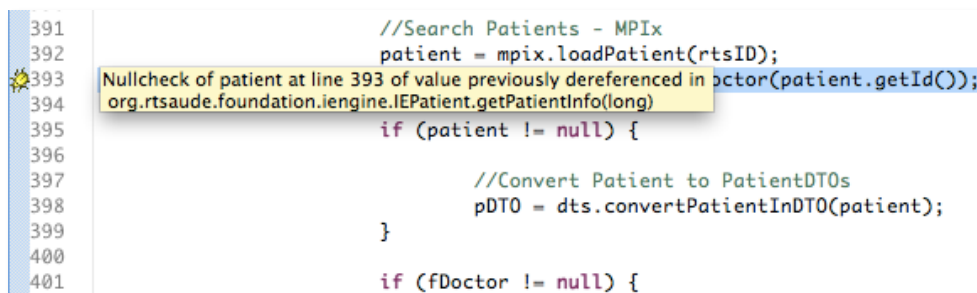 391 //Search Patients - MPIx
392 patient = mpix.loadPatient(rtsID);
393 Nullcheck of patient at line 393 of value previously dereferenced in octor(patient.getId());
394 org.rtsaude.foundation.iengine.IEPatient.getPatientInfo(long)
395 if (patient != null) {
396
397 //Convert Patient to PatientDTOs
398 pDTO = dts.convertPatientInDTO(patient);
399 }
400
401 if (fDoctor != null) {